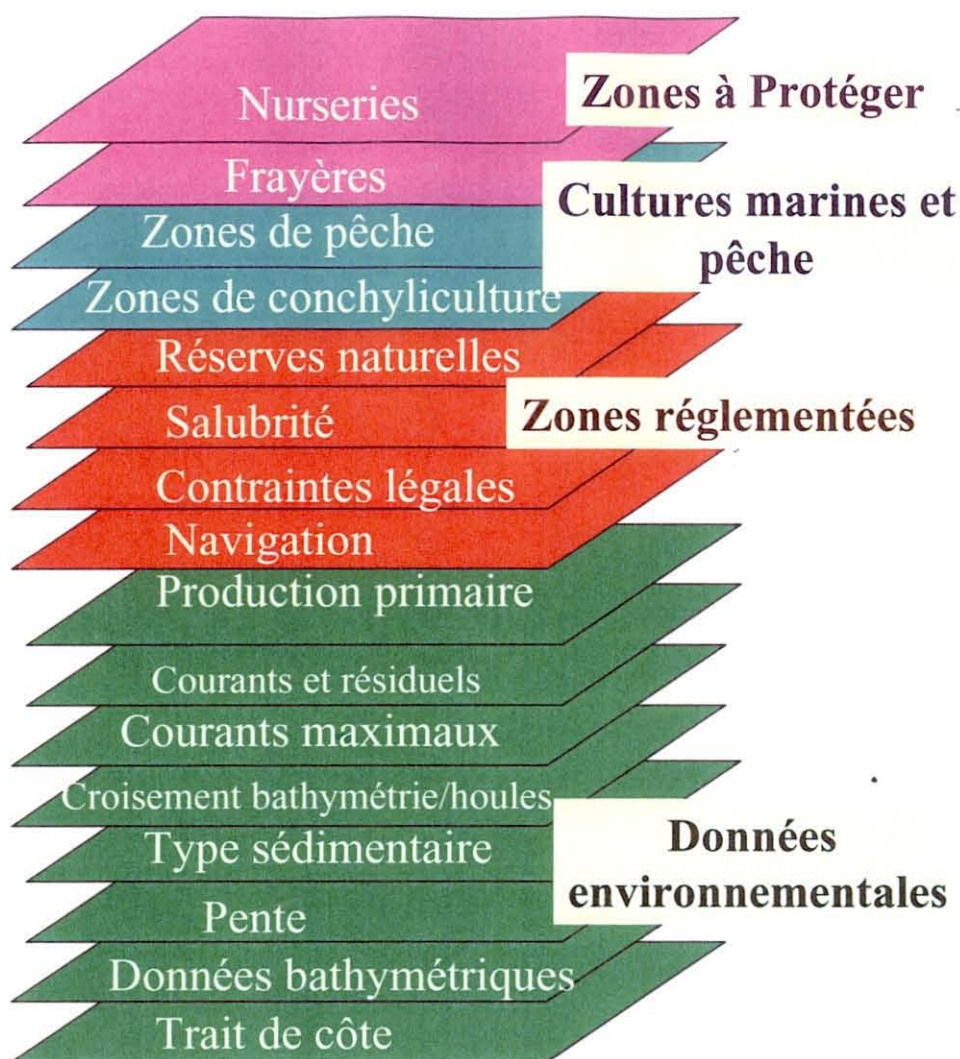 Nurseries
Zones à Protéger
Frayères
Cultures marines et
pêche
Zones de pêche
Zones de conchyliculture
Réserves naturelles
Zones réglementées
Salubrité
Contraintes légales
Navigation
Production primaire
Courants et résiduels
Courants maximaux
Croisement bathymétrie/houles
Type sédimentaire
Données
environnementales
Pente
Données bathymétriques
Trait de côte